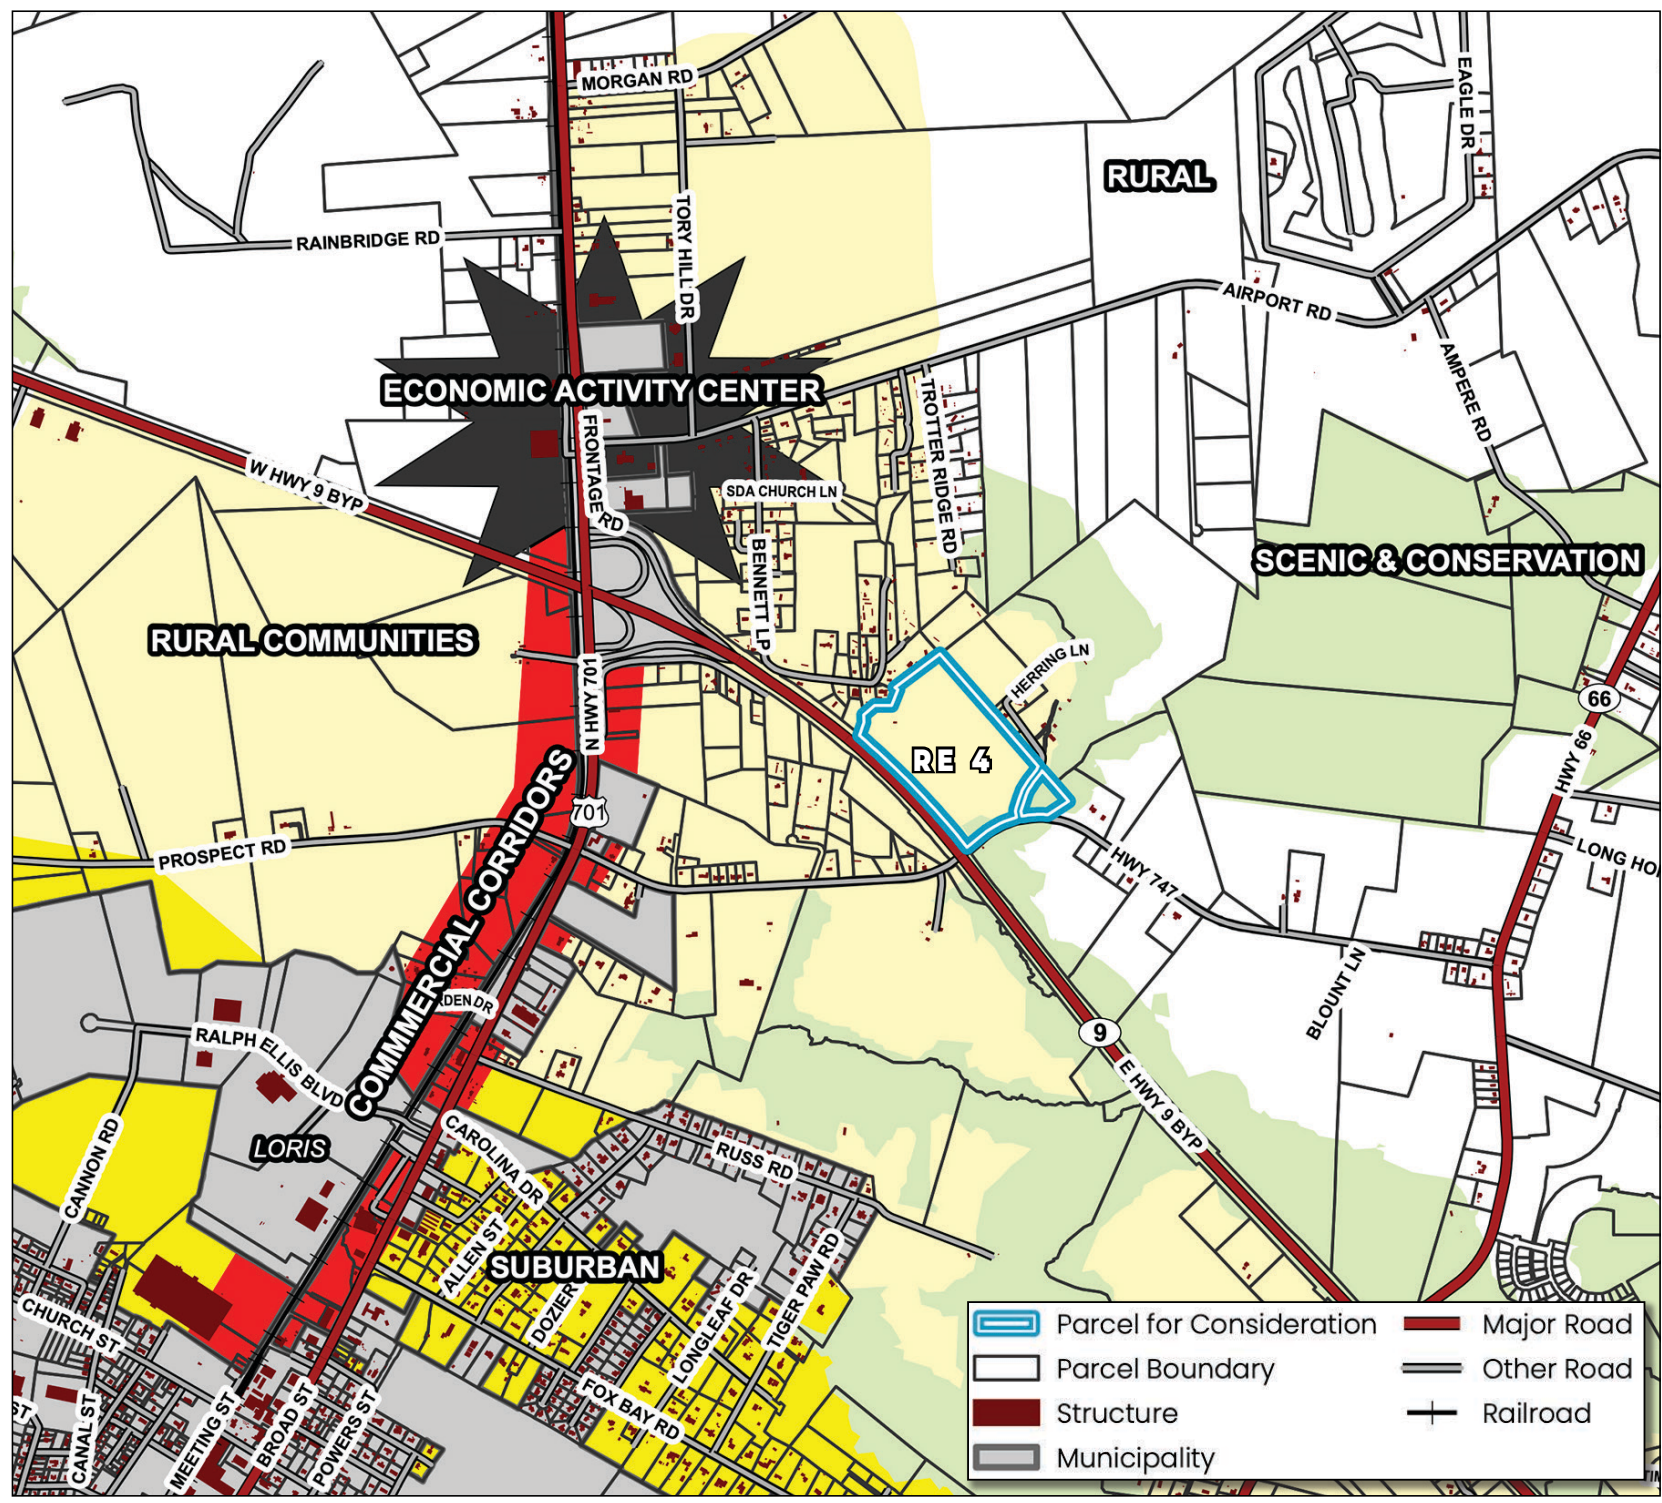 MORGAN RD
EAGLE DR
RURAL
TORY HILL DR
RAINBRIDGE RD
AIRPORT RD
AMPERE RD
ECONOMIC ACTIVITY CENTER
TROTTER RIDGE RD
FRONTAGE RD
W HWY 9 BYP
SDA CHURCH LN
BENNETT LP
SCENIC & CONSERVATION
RURAL COMMUNITIES
HERRING LN
N HWY 701
66
HWY 66
RE 4
701
COMMERCIAL CORRIDORS
PROSPECT RD
HWY 747
LONG HO
BLOUNT LN
RDEN DR
9
E HWY 9 BYP
RALPH ELLIS BLVD
LORIS
CANNON RD
CAROLINA DR
RUSS RD
ALLEN ST
SUBURBAN
DOZIER
LONGLEAF DR
TIGER PAW RD
CHURCH ST
FOX BAY RD
ST
CANAL ST
MEETING ST
BROAD ST
POWERS ST
Parcel for Consideration
Parcel Boundary
Structure
Municipality
Major Road
Other Road
Railroad